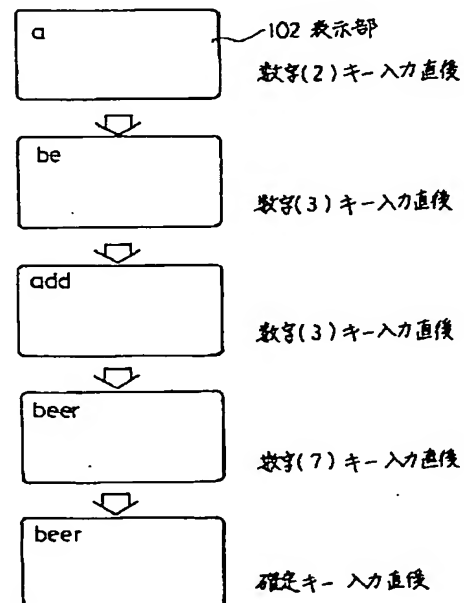 a
102 表示部
数字(2)キー入力直後
be
数字(3)キー入力直後
add
数字(3)キー入力直後
beer
数字(7)キー入力直後
beer
確定キー入力直後